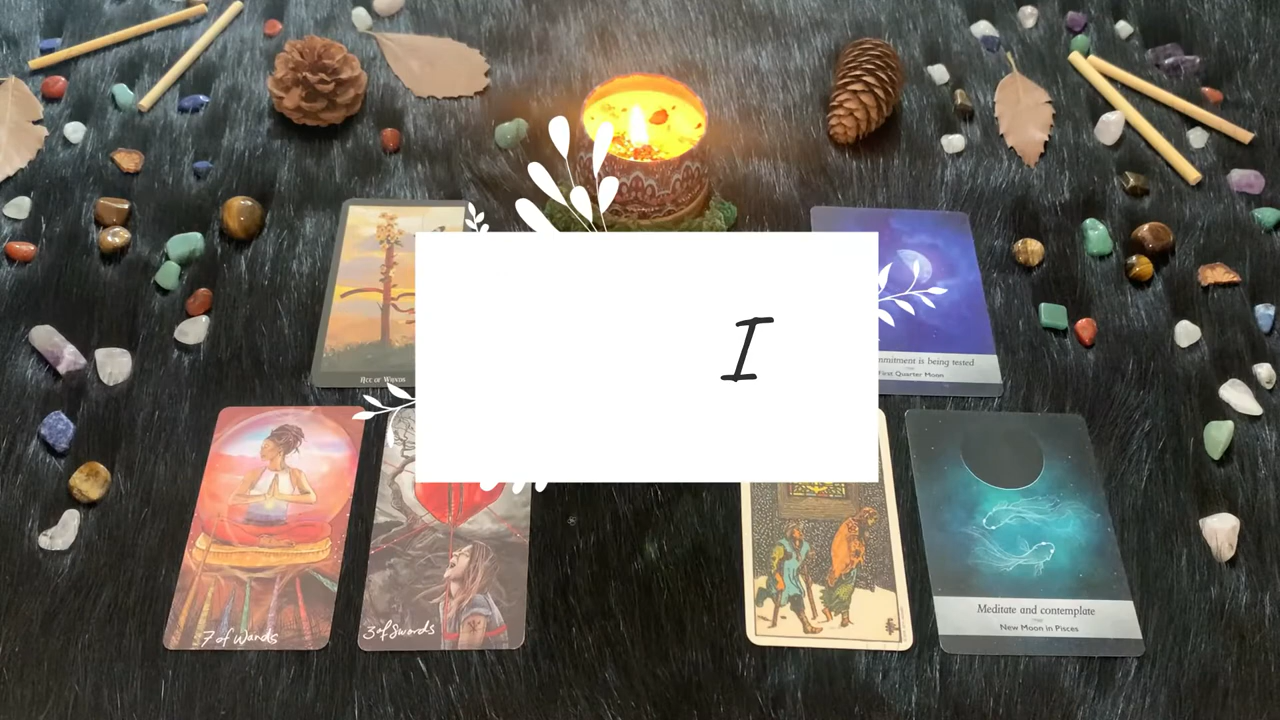 I
ACE OF WANDS
mmitment is being tested
First Quarter Moon
7 of Wands
3 of Swords
Meditate and contemplate
New Moon in Pisces